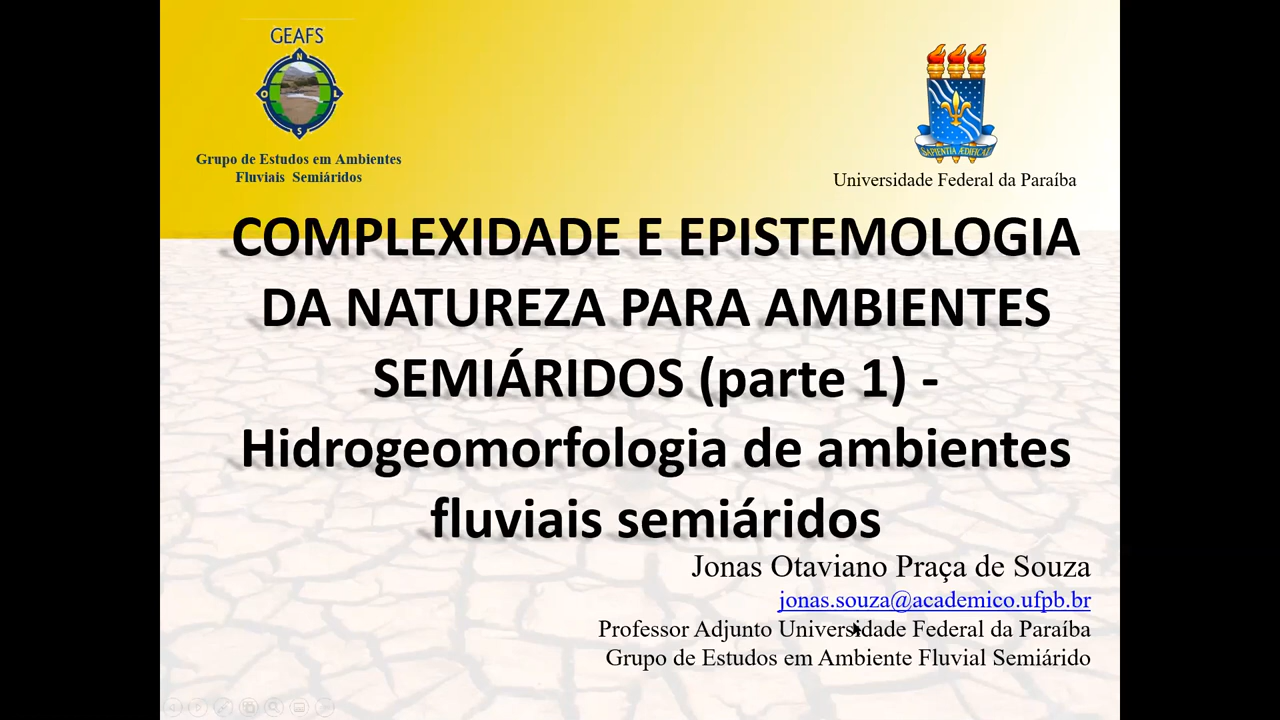 GEAFS
N
O L
S
Grupo de Estudos em Ambientes
Fluviais Semiáridos
SAPIENTIA ÆDIFICAT
Universidade Federal da Paraíba
COMPLEXIDADE E EPISTEMOLOGIA
DA NATUREZA PARA AMBIENTES
SEMIÁRIDOS (parte 1) -
Hidrogeomorfologia de ambientes
fluviais semiáridos
Jonas Otaviano Praça de Souza
jonas.souza@academico.ufpb.br
Professor Adjunto Universidade Federal da Paraíba
Grupo de Estudos em Ambiente Fluvial Semiárido